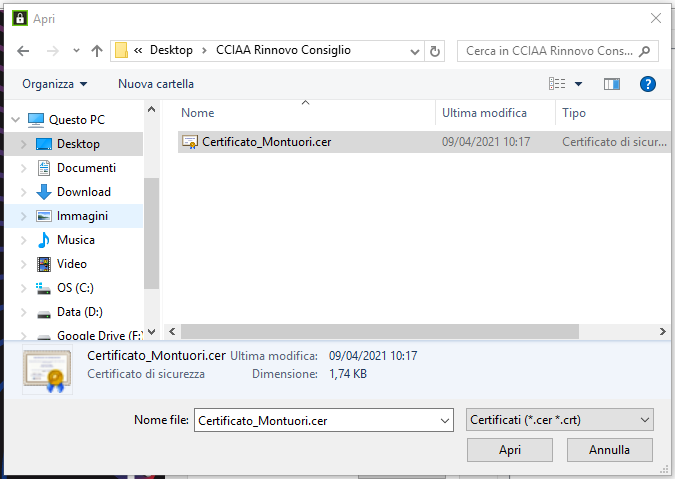 Apri
« Desktop › CCIAA Rinnovo Consiglio
Cerca in CCIAA Rinnovo Cons...
Organizza
Nuova cartella
?
Questo PC
Desktop
Documenti
Download
Immagini
Musica
Video
OS (C:)
Data (D:)
Google Drive (F:)
Nome Ultima modifica Tipo
Certificato_Montuori.cer 09/04/2021 10:17 Certificato di sicur...
Certificato_Montuori.cer Ultima modifica: 09/04/2021 10:17
Certificato di sicurezza Dimensione: 1,74 KB
Nome file: Certificato_Montuori.cer Certificati (*.cer *.crt)
Apri Annulla